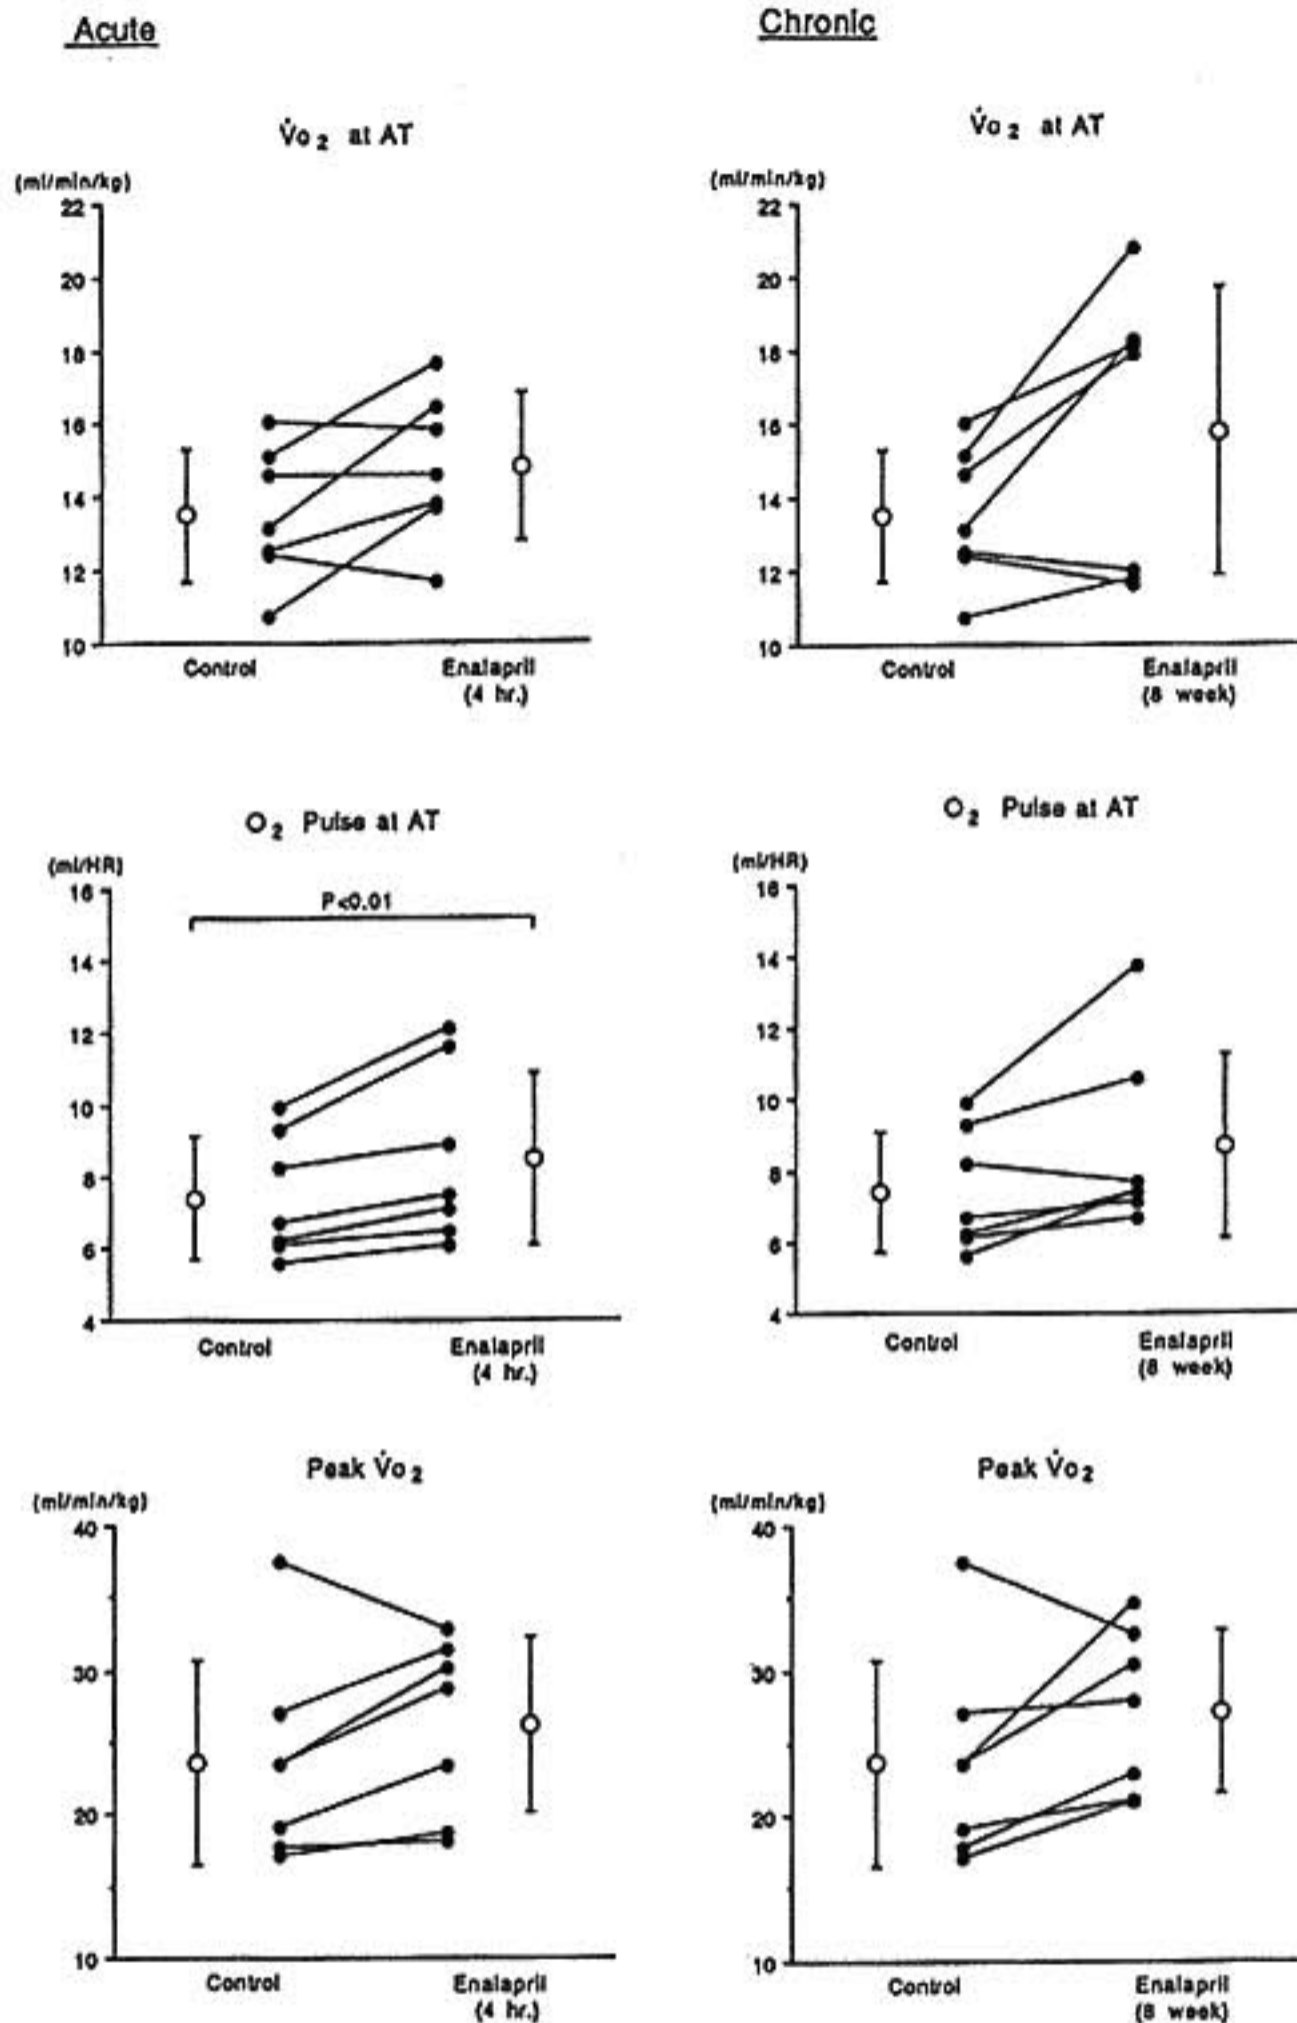 Acute
Chronic
V̇o₂ at AT
(ml/min/kg)
22
20
18
16
14
12
10
Control
Enalapril
(4 hr.)
V̇o₂ at AT
(ml/min/kg)
22
20
18
16
14
12
10
Control
Enalapril
(8 week)
O₂ Pulse at AT
(ml/HR)
16
14
12
10
8
6
4
P<0.01
Control
Enalapril
(4 hr.)
O₂ Pulse at AT
(ml/HR)
16
14
12
10
8
6
4
Control
Enalapril
(8 week)
Peak V̇o₂
(ml/min/kg)
40
30
20
10
Control
Enalapril
(4 hr.)
Peak V̇o₂
(ml/min/kg)
40
30
20
10
Control
Enalapril
(8 week)